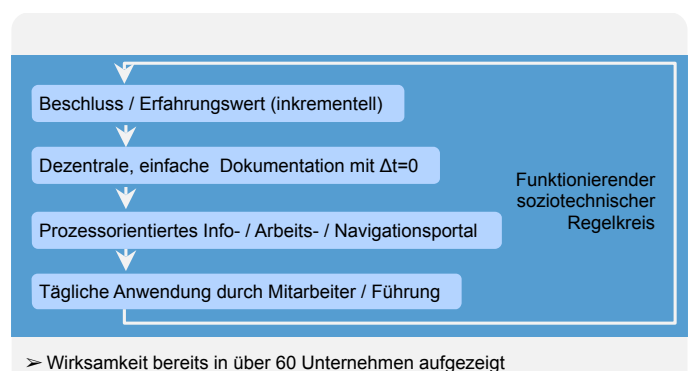 Beschluss / Erfahrungswert (inkrementell)
Dezentrale, einfache Dokumentation mit Δt=0
Prozessorientiertes Info- / Arbeits- / Navigationsportal
Tägliche Anwendung durch Mitarbeiter / Führung
Funktionierender
soziotechnischer
Regelkreis
➢ Wirksamkeit bereits in über 60 Unternehmen aufgezeigt